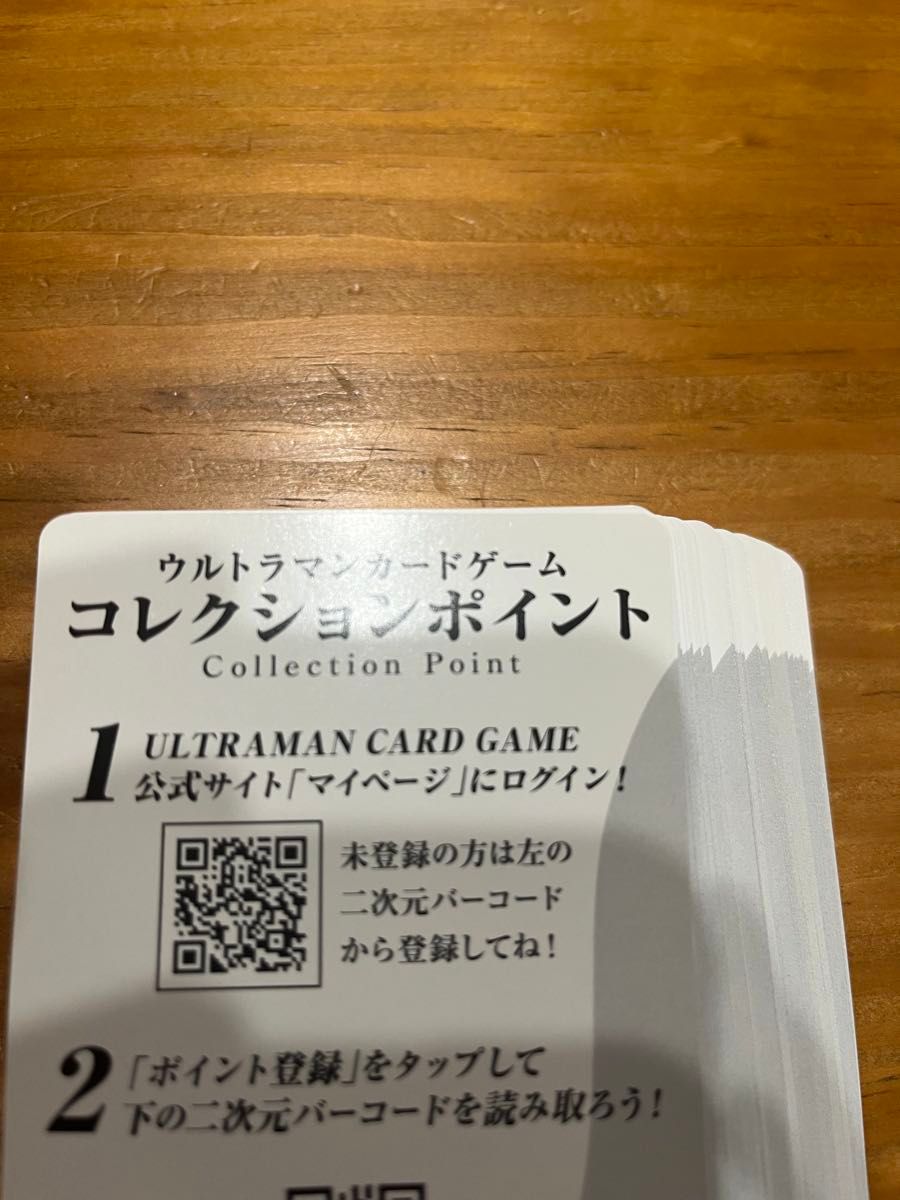 ウルトラマンカードゲーム
コレクションポイント
Collection Point
1 ULTRAMAN CARD GAME
公式サイト「マイページ」にログイン!
未登録の方は左の
二次元バーコード
から登録してね!
2 「ポイント登録」をタップして
下の二次元バーコードを読み取ろう!